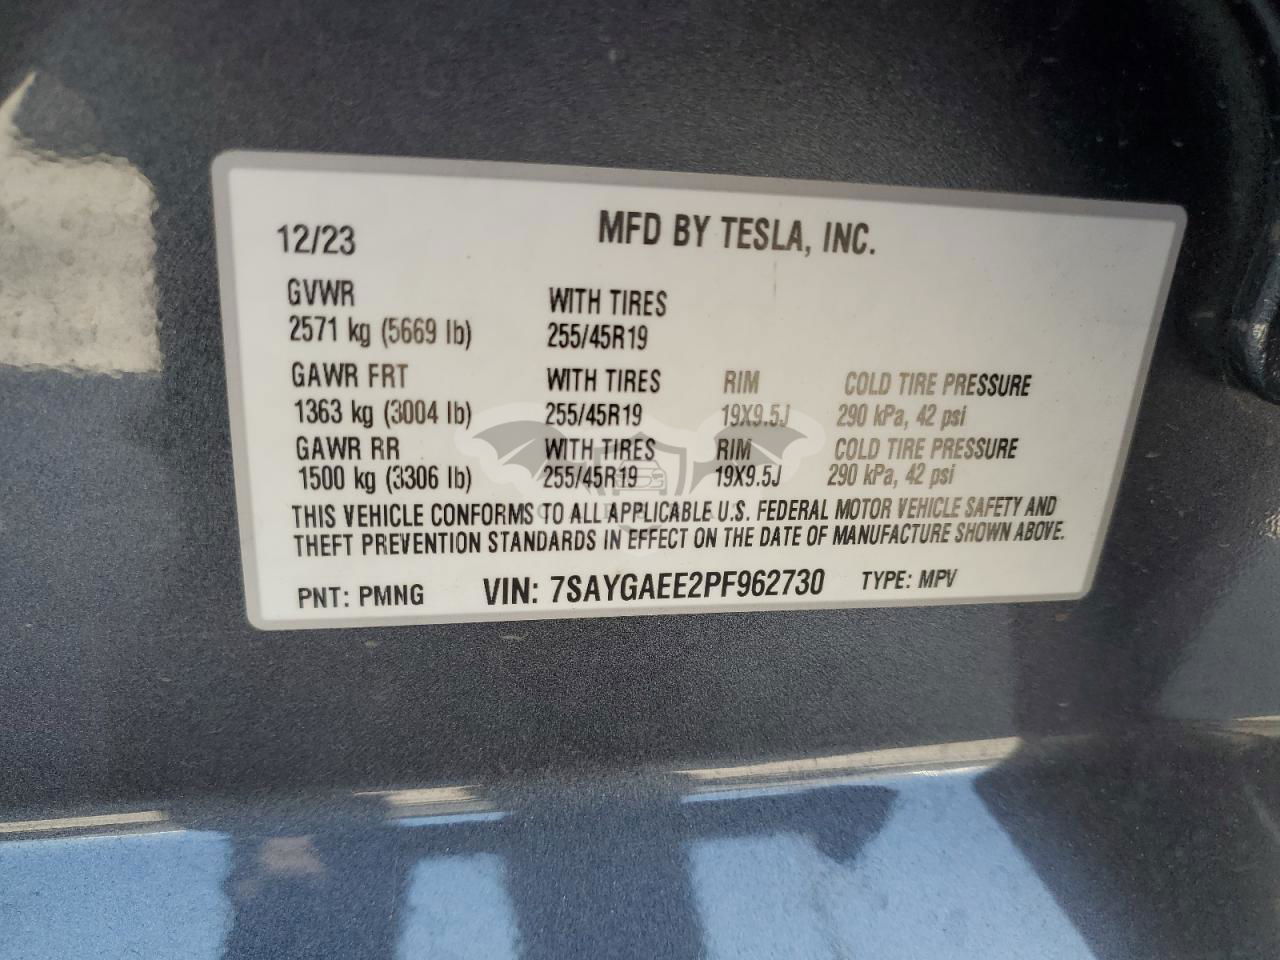 12/23 MFD BY TESLA, INC.
GVWR WITH TIRES
2571 kg (5669 lb) 255/45R19
GAWR FRT WITH TIRES RIM COLD TIRE PRESSURE
1363 kg (3004 lb) 255/45R19 19X9.5J 290 kPa, 42 psi
GAWR RR WITH TIRES RIM COLD TIRE PRESSURE
1500 kg (3306 lb) 255/45R19 19X9.5J 290 kPa, 42 psi
THIS VEHICLE CONFORMS TO ALL APPLICABLE U.S. FEDERAL MOTOR VEHICLE SAFETY AND
THEFT PREVENTION STANDARDS IN EFFECT ON THE DATE OF MANUFACTURE SHOWN ABOVE.
PNT: PMNG VIN: 7SAYGAEE2PF962730 TYPE: MPV